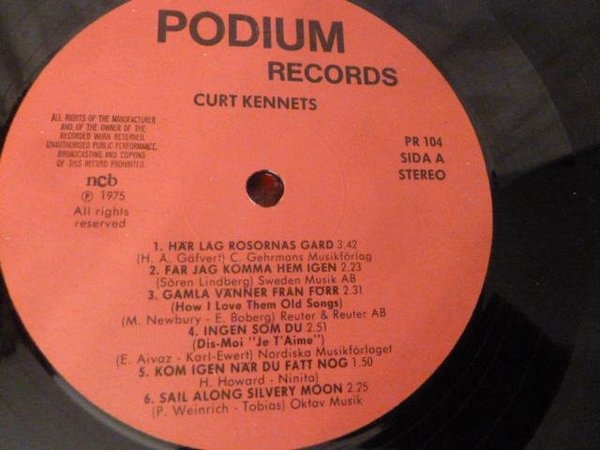 PODIUM
RECORDS
CURT KENNETS
ALL RIGHTS OF THE MANUFACTURER
AND OF THE OWNER OF THE
RECORDED WORK RESERVED.
UNAUTHORISED PUBLIC PERFORMANCE,
BROADCASTING AND COPYING
OF THIS RECORD PROHIBITED.
ncb
℗ 1975
All rights
reserved
PR 104
SIDA A
STEREO
1. HÄR LÅG ROSORNAS GÅRD 3,42
(H. A. Gäfvert) C. Gehrmans Musikförlag
2. FÅR JAG KOMMA HEM IGEN 2.23
(Sören Lindberg) Sweden Music AB
3. GAMLA VÄNNER FRÅN FÖRR 2:31
(How I Love Them Old Songs)
(M. Newbury - E. Boberg) Reuter & Reuter AB
4. INGEN SOM DU 2.51
(Dis-Moi "Je T'Aime")
(E. Aivaz - Karl-Ewert) Nordiska Musikförlaget
5. KOM IGEN NÄR DU FÅTT NOG 1.50
H. Howard - Ninita)
6. SAIL ALONG SILVERY MOON 2.25
(P. Weinrich - Tobias) Oktav Musik